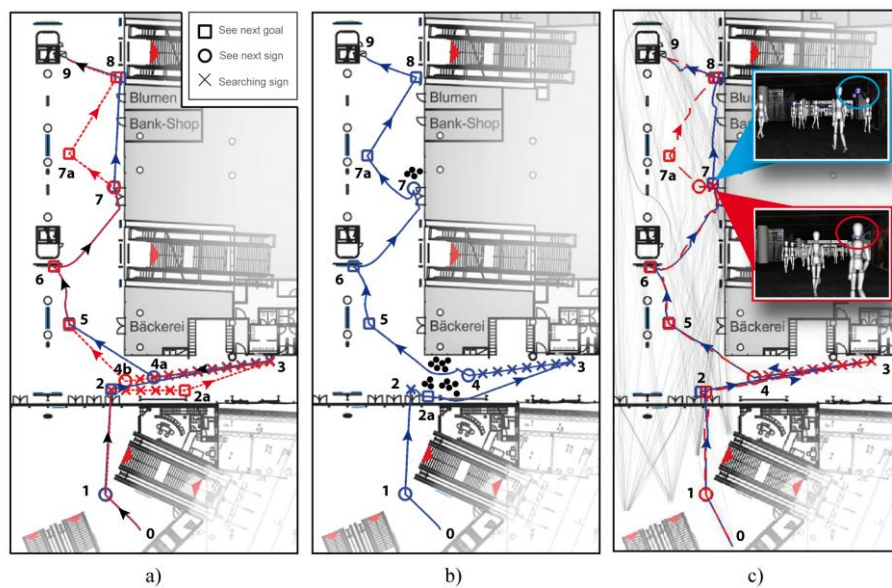 See next goal
See next sign
Searching sign
9
8
Blumen
Bank-Shop
7a
7
6
5
Bäckerei
4b
4a
3
2
2a
1
0
a)
9
8
Blumen
Bank-Shop
7a
7
6
5
Bäckerei
4
3
2
2a
1
0
b)
9
8
Blum
Bank
7
7a
6
5
Bäckerei
3
2
4
1
0
c)